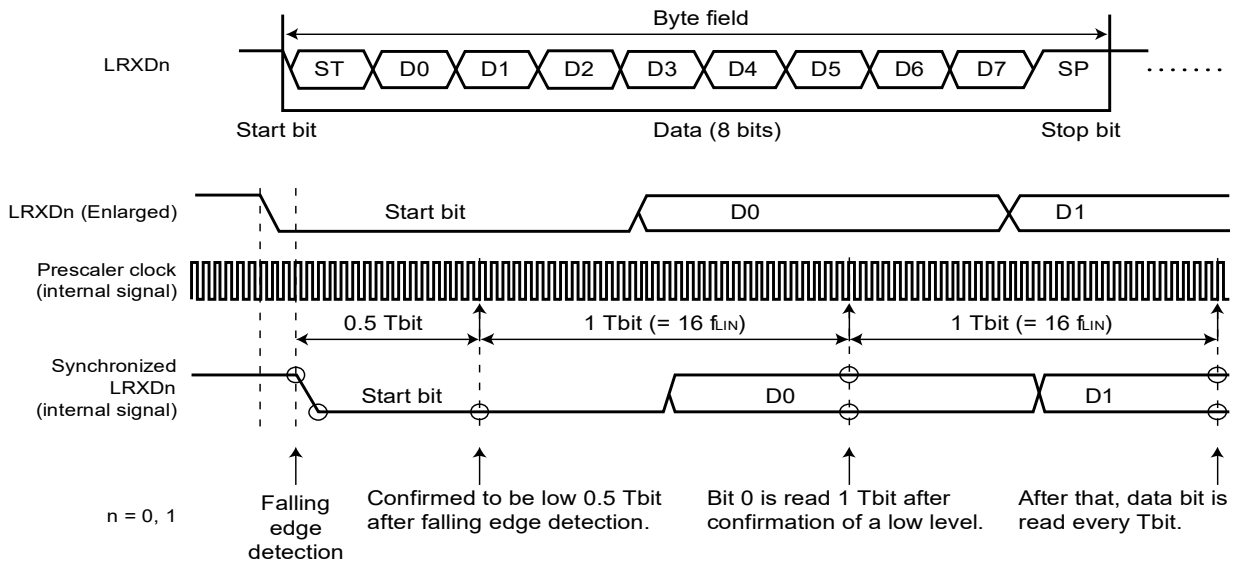 Byte field
LRXDn
ST D0 D1 D2 D3 D4 D5 D6 D7 SP
Start bit Data (8 bits) Stop bit
LRXDn (Enlarged)
Start bit D0 D1
Prescaler clock
(internal signal)
0.5 Tbit 1 Tbit (= 16 fLIN) 1 Tbit (= 16 fLIN)
Synchronized
LRXDn
(internal signal)
Start bit D0 D1
n = 0, 1
Falling
edge
detection
Confirmed to be low 0.5 Tbit
after falling edge detection.
Bit 0 is read 1 Tbit after
confirmation of a low level.
After that, data bit is
read every Tbit.